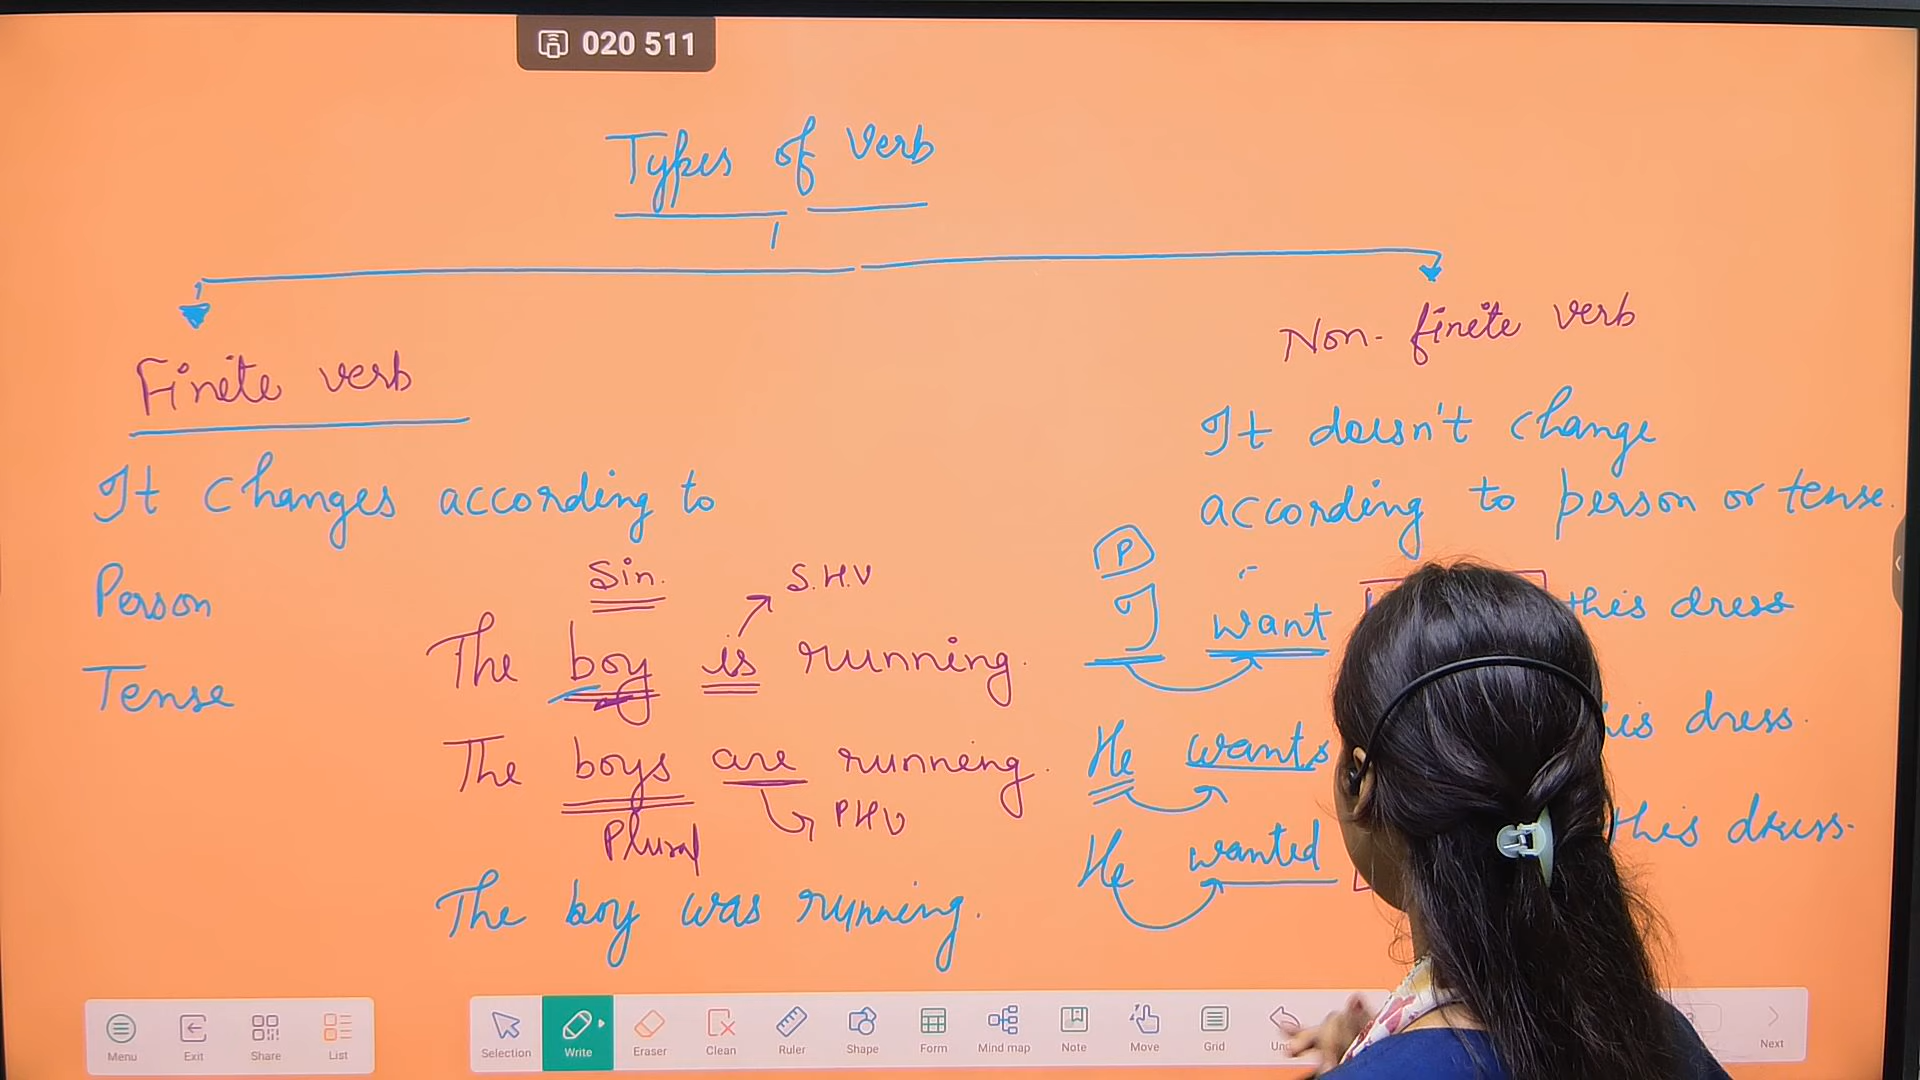 020 511
Types of Verb
Finite verb
It changes according to
Person
Tense
Sin.
S.H.V
The boy is running.
The boys are running.
Plural
PHV
The boy was running.
Non-finite verb
It doesn't change
according to person or tense.
P
I want this dress
He wants dress.
He wanted this dress.
Menu Exit Share List
Selection Write Eraser Clean Ruler Shape Form Mind map Note Move Grid Next